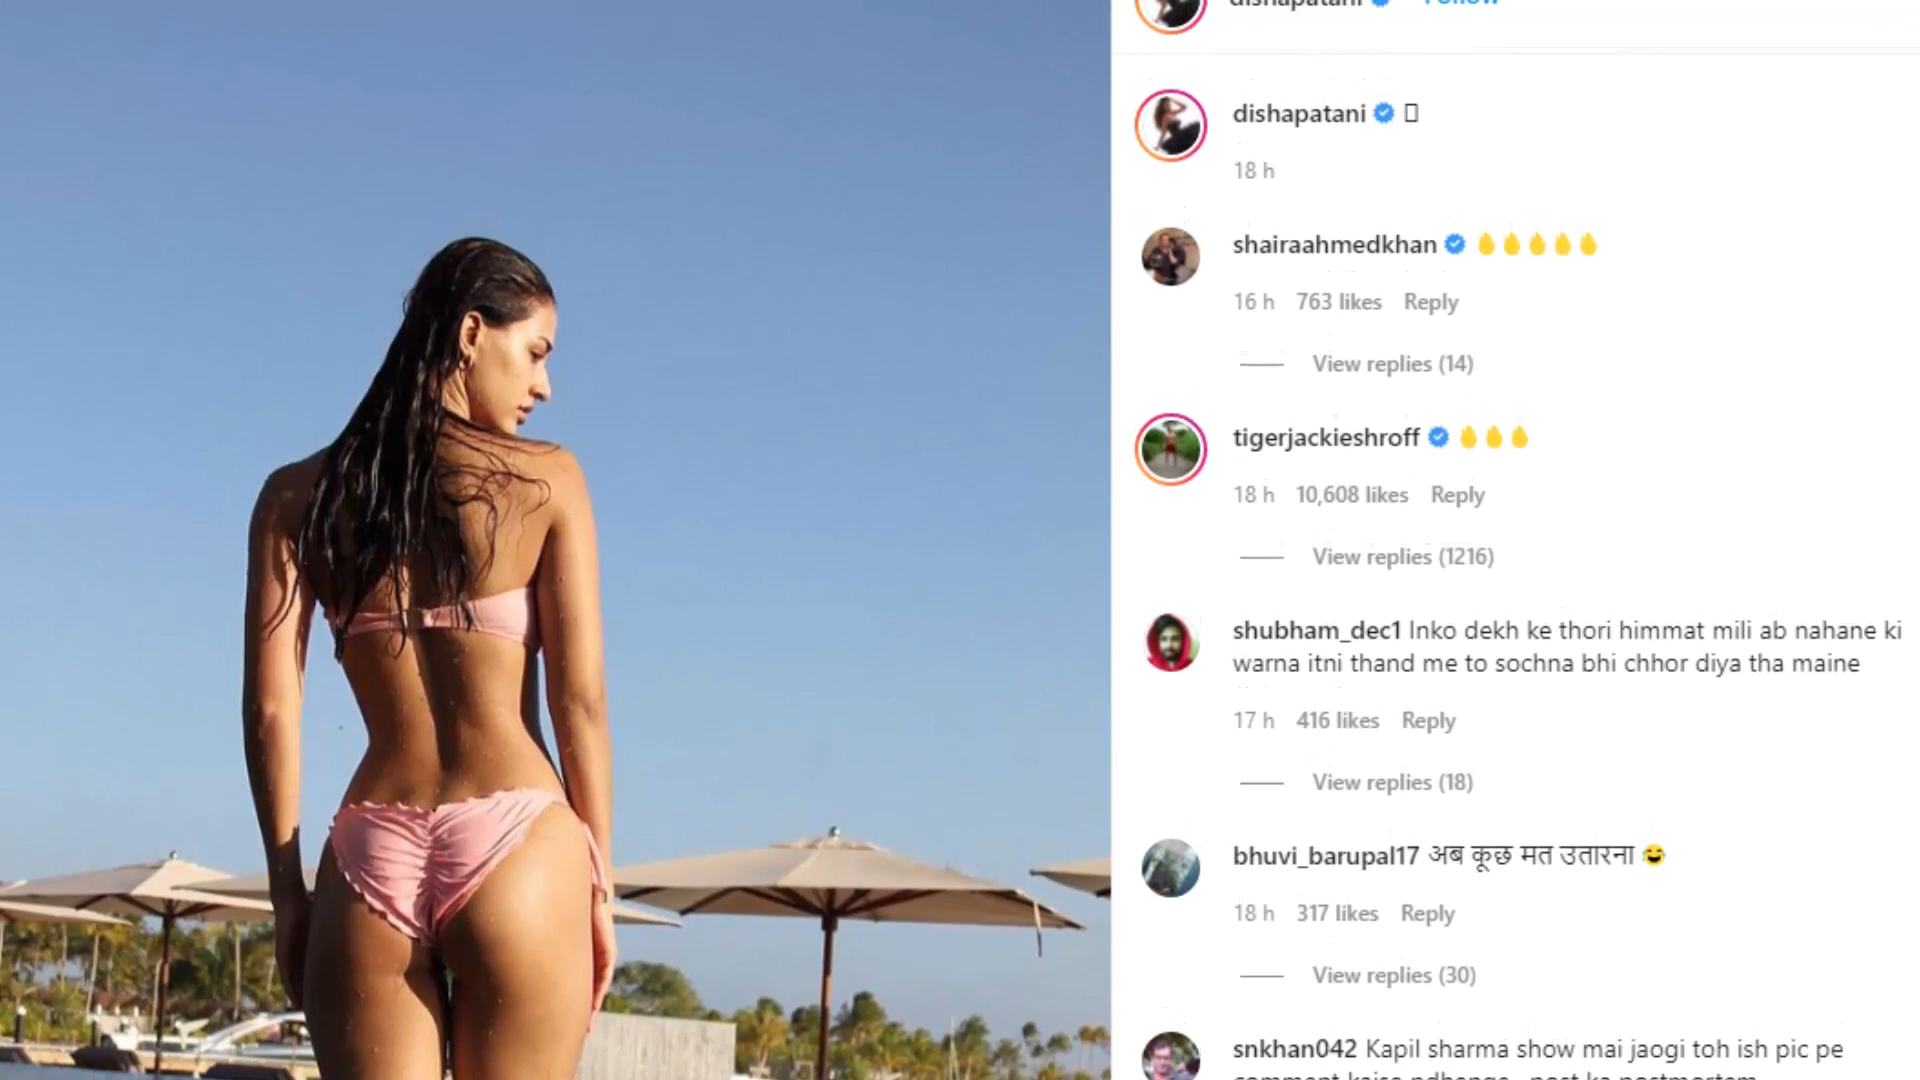 dishapatani
18 h
shairaahmedkhan
16 h 763 likes Reply
View replies (14)
tigerjackieshroff
18 h 10,608 likes Reply
View replies (1216)
shubham_dec1 Inko dekh ke thori himmat mili ab nahane ki
warna itni thand me to sochna bhi chhor diya tha maine
17 h 416 likes Reply
View replies (18)
bhuvi_barupal17 अब कूछ मत उतारना 😂
18 h 317 likes Reply
View replies (30)
snkhan042 Kapil sharma show mai jaogi toh ish pic pe